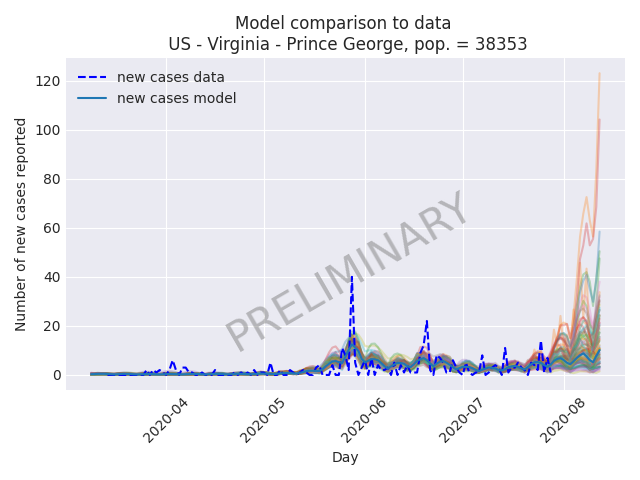 Model comparison to data
US - Virginia - Prince George, pop. = 38353
new cases data
new cases model
PRELIMINARY
Number of new cases reported
120
100
80
60
40
20
0
2020-04
2020-05
2020-06
2020-07
2020-08
Day